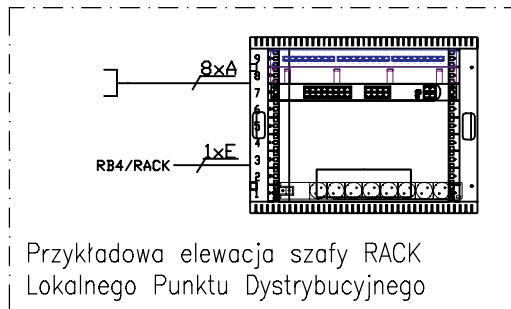 8xA
1xE
RB4/RACK
9
8
7
6
5
4
3
2
1
Przykładowa elewacja szafy RACK
Lokalnego Punktu Dystrybucyjnego